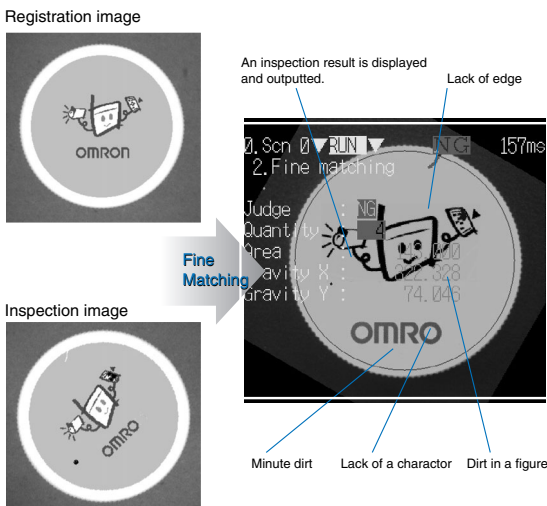 Registration image
OMRON
An inspection result is displayed
and outputted.
Lack of edge
0.Scn 0 RUN NG 157ms
2.Fine matching
Judge : NG
Quantity : 4
Area :
Gravity X : 322.328
Gravity Y : 74.046
OMRO
Fine
Matching
Inspection image
OMRO
Minute dirt
Lack of a charactor
Dirt in a figure